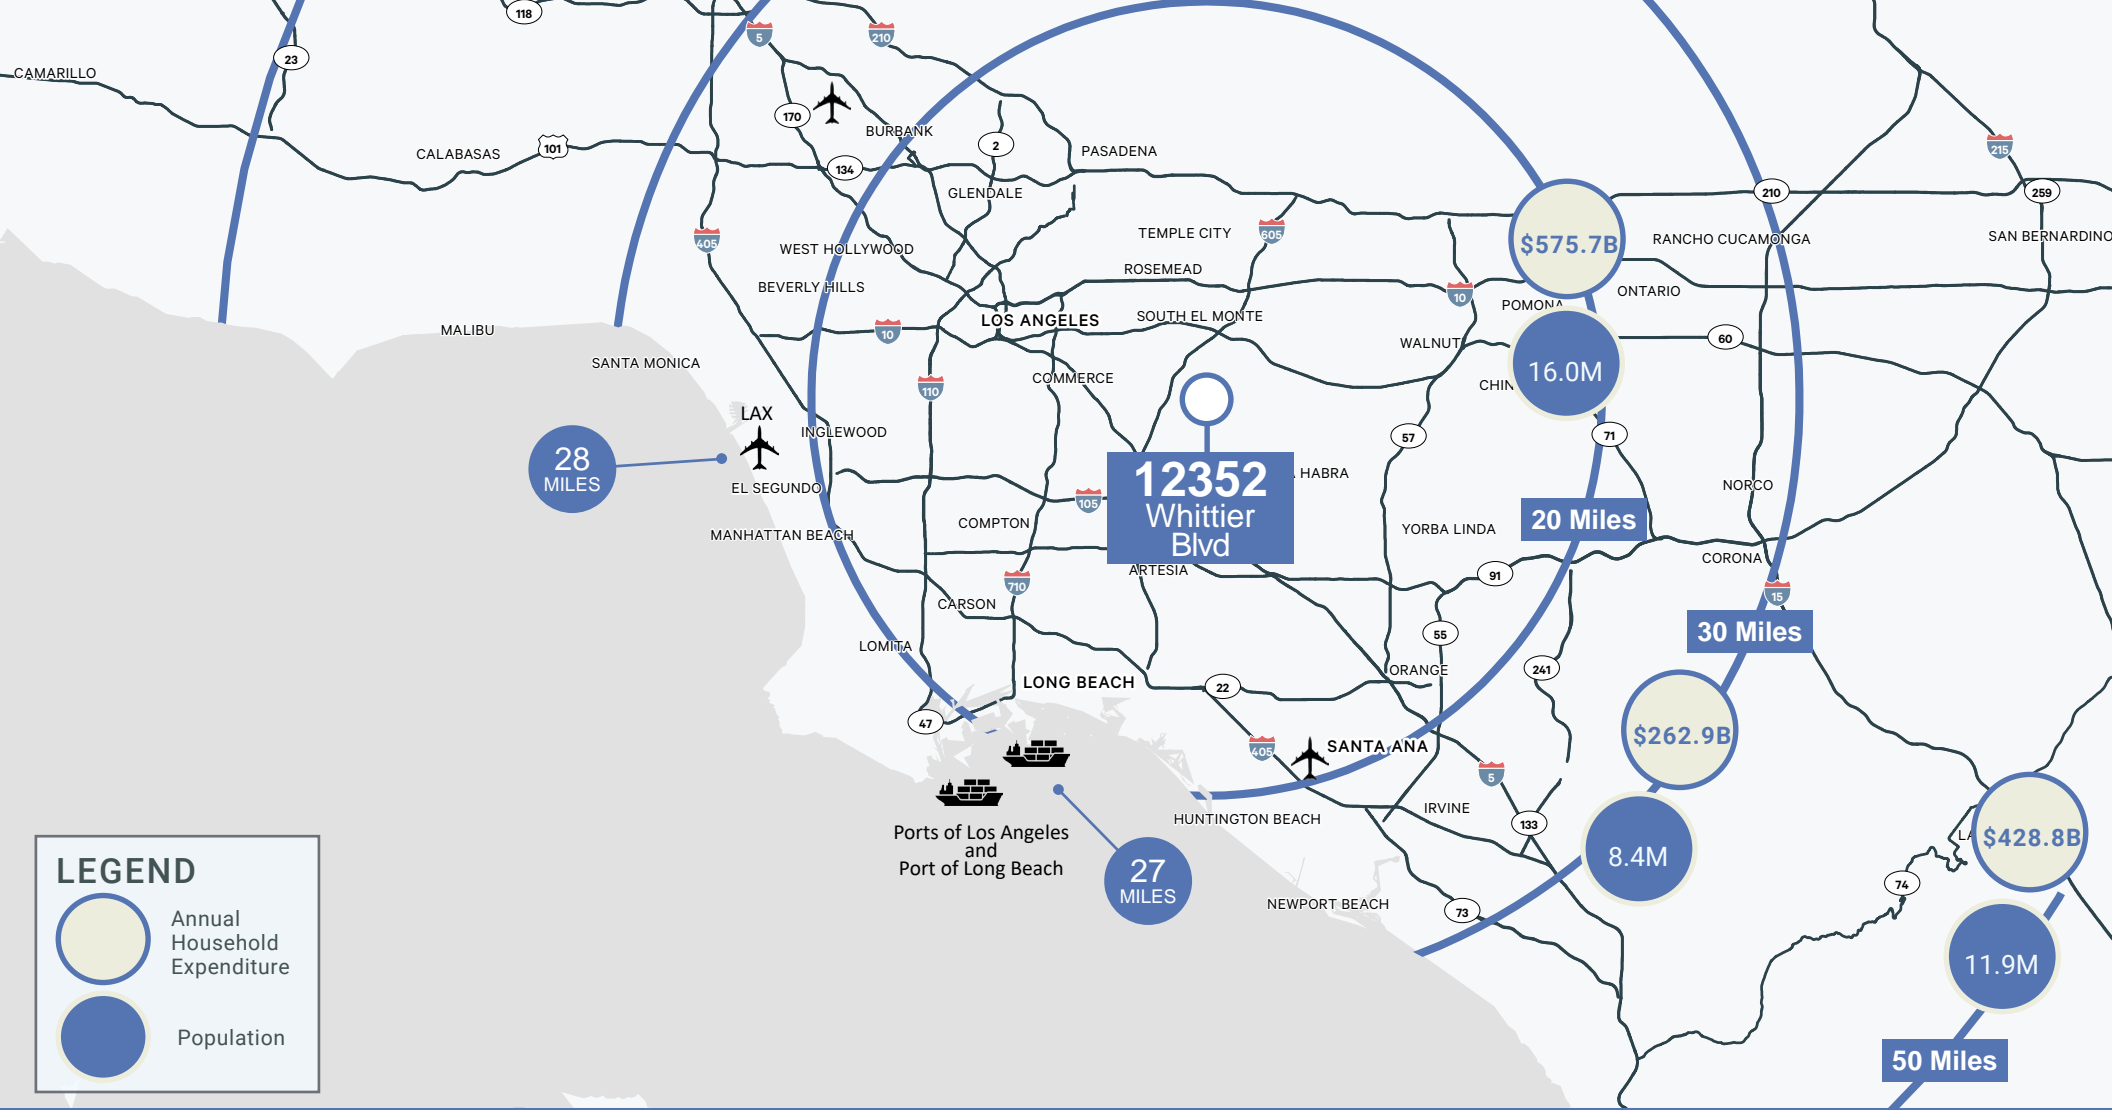 118
5
210
23
CAMARILLO
170
BURBANK
2
101
CALABASAS
134
PASADENA
215
GLENDALE
210
259
405
WEST HOLLYWOOD
TEMPLE CITY
605
$575.7B
RANCHO CUCAMONGA
SAN BERNARDINO
ROSEMEAD
BEVERLY HILLS
10
POMONA
ONTARIO
MALIBU
10
LOS ANGELES
SOUTH EL MONTE
WALNUT
60
SANTA MONICA
16.0M
COMMERCE
110
CHIN
LAX
INGLEWOOD
57
71
28
MILES
EL SEGUNDO
12352
Whittier
Blvd
A HABRA
NORCO
105
COMPTON
MANHATTAN BEACH
YORBA LINDA
20 Miles
CORONA
ARTESIA
91
710
15
CARSON
55
30 Miles
LOMITA
ORANGE
241
LONG BEACH
22
47
405
SANTA ANA
$262.9B
5
IRVINE
HUNTINGTON BEACH
133
$428.8B
LA
Ports of Los Angeles
and
Port of Long Beach
27
MILES
8.4M
74
NEWPORT BEACH
73
11.9M
50 Miles
LEGEND
Annual
Household
Expenditure
Population